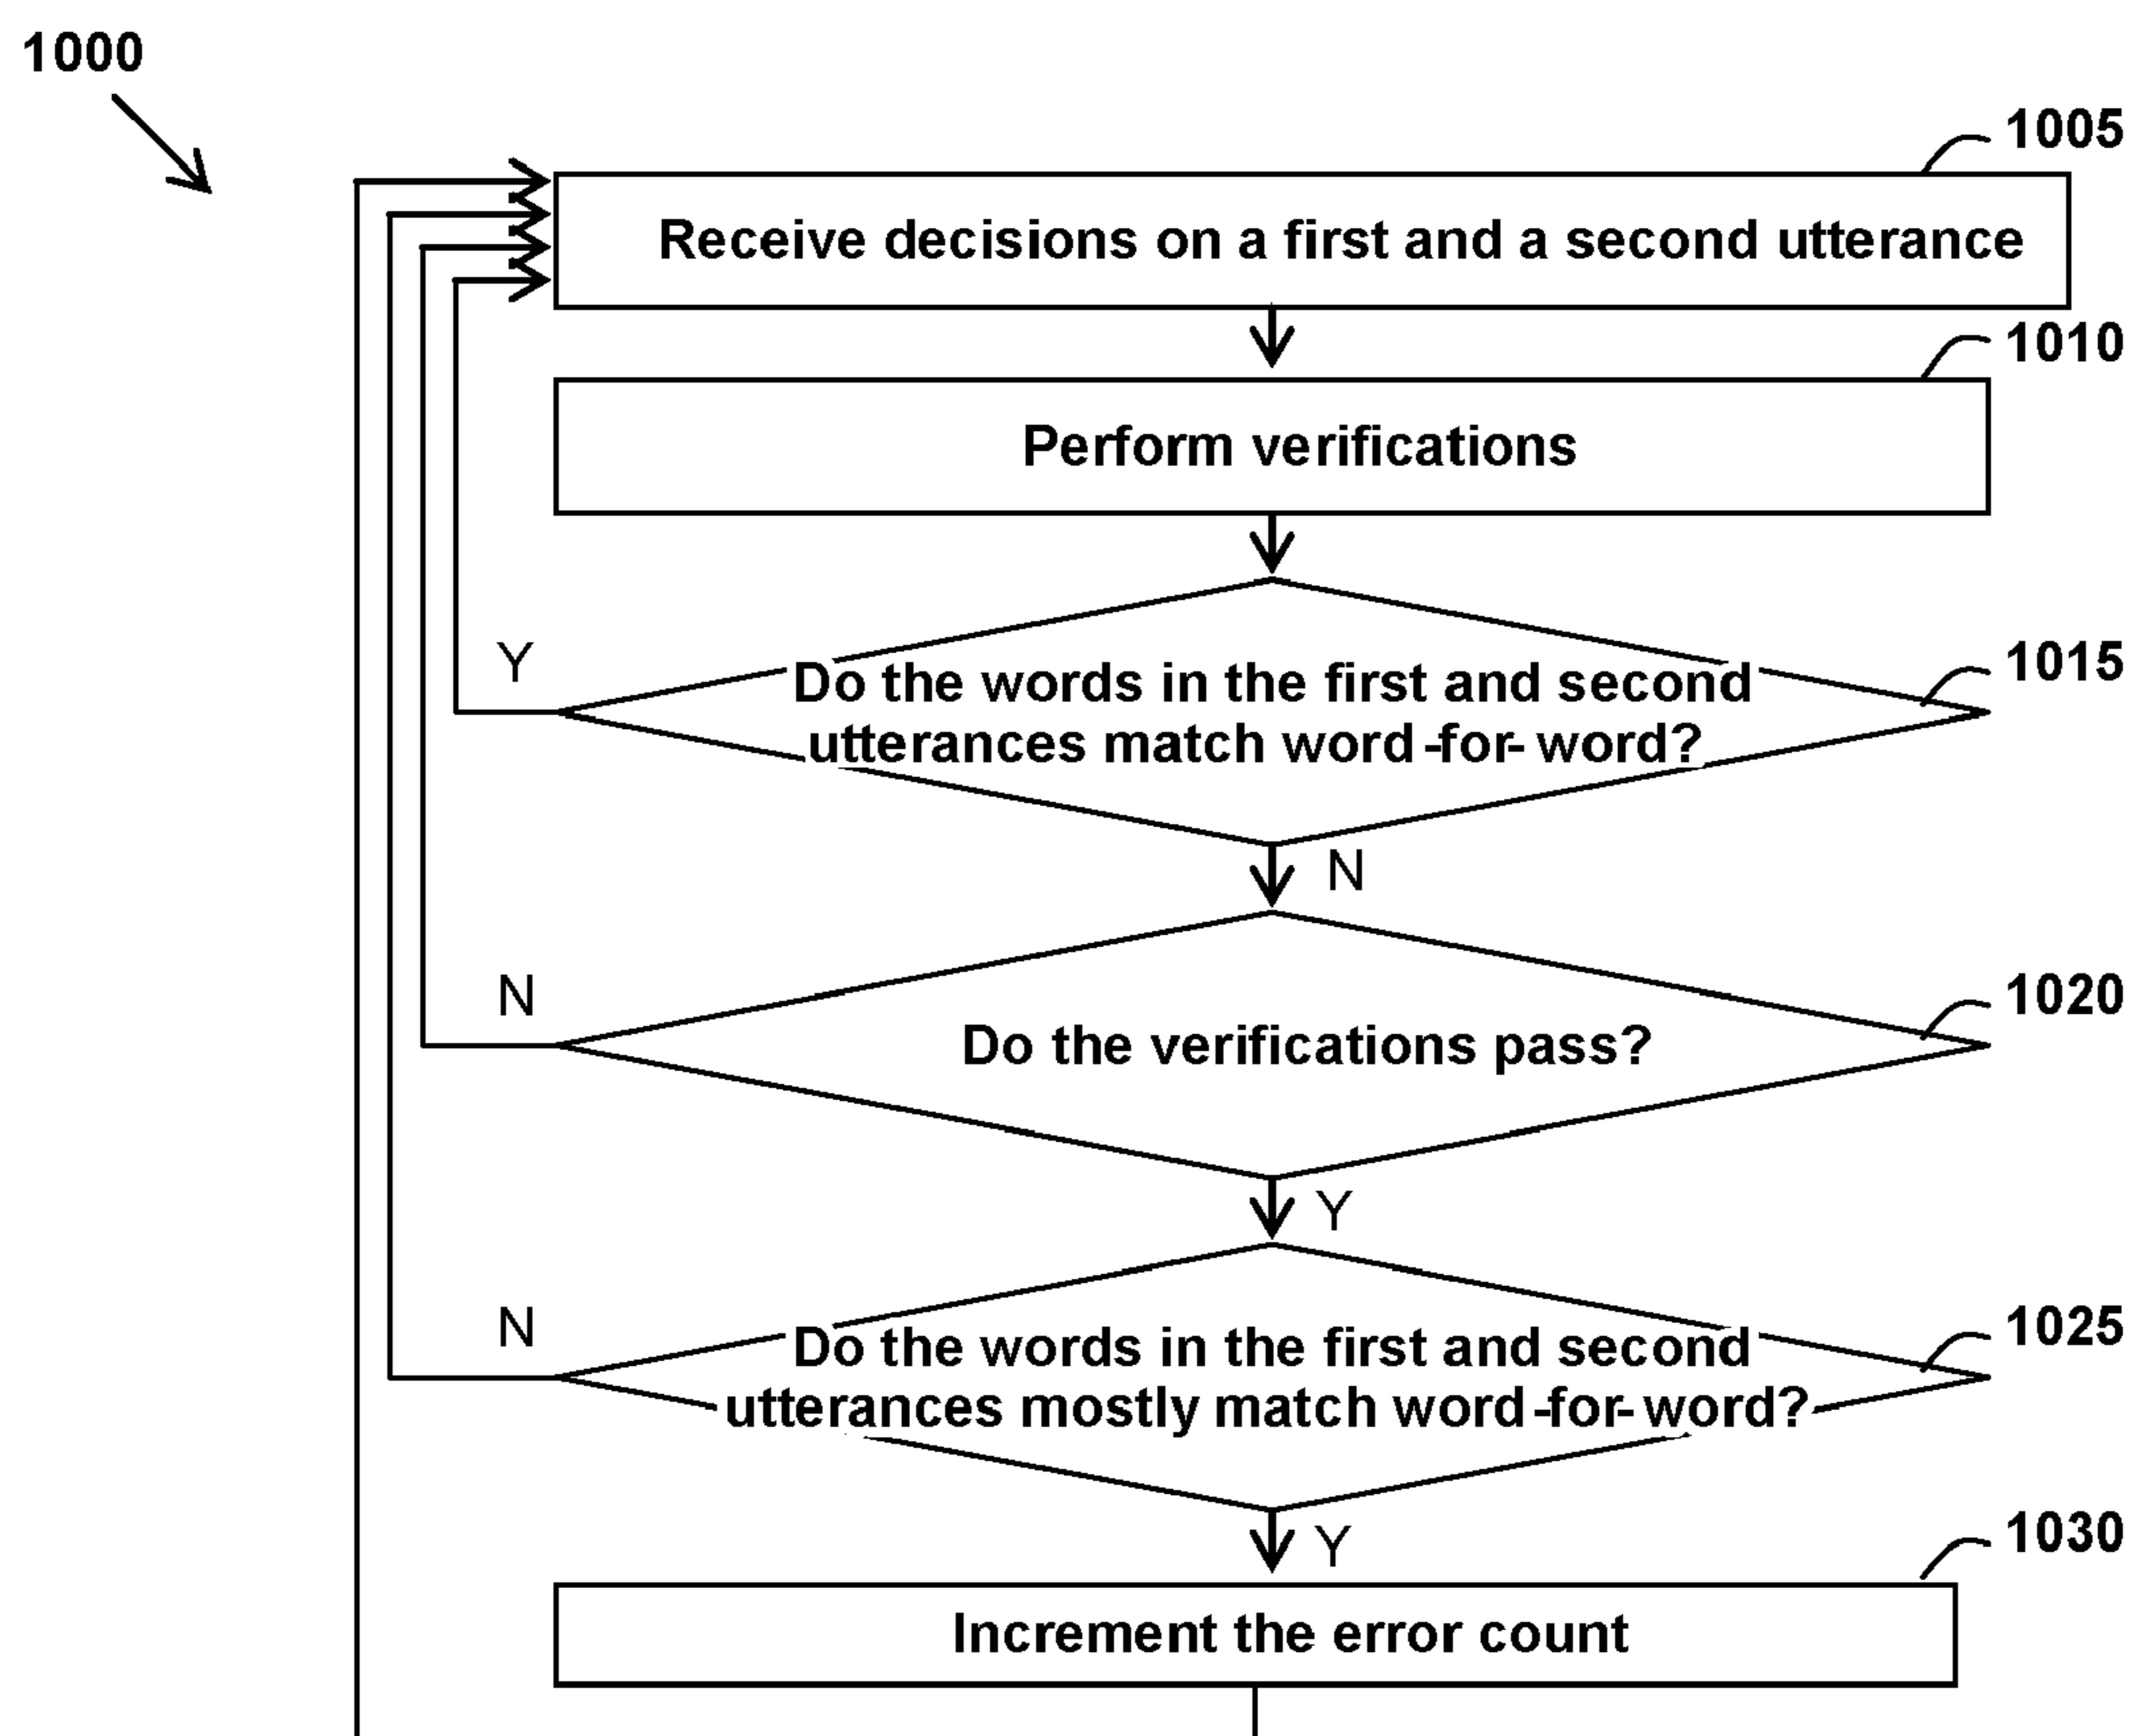 1000
1005
Receive decisions on a first and a second utterance
1010
Perform verifications
1015
Y
Do the words in the first and second
utterances match word-for-word?
N
1020
N
Do the verifications pass?
Y
1025
N
Do the words in the first and second
utterances mostly match word-for-word?
Y
1030
Increment the error count